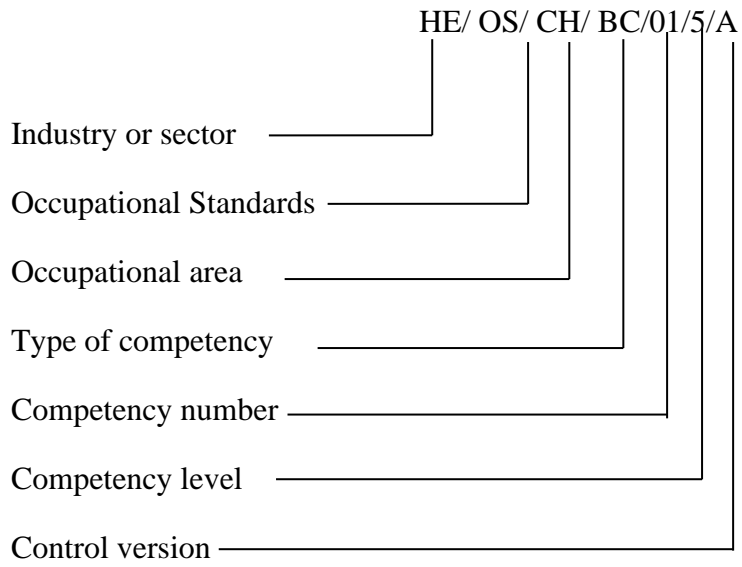 HE/ OS/ CH/ BC/01/5/A
Industry or sector
Occupational Standards
Occupational area
Type of competency
Competency number
Competency level
Control version